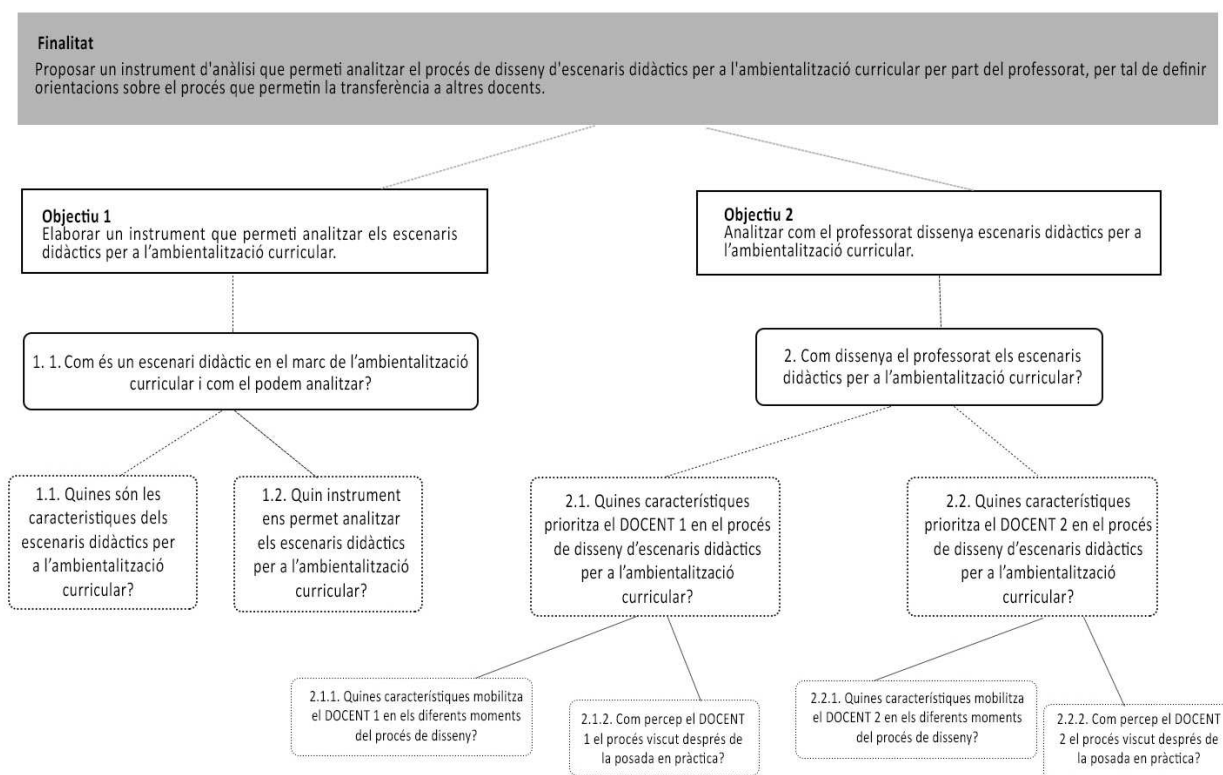 Finalitat
Proposar un instrument d'anàlisi que permeti analitzar el procés de disseny d'escenaris didàctics per a l'ambientalització curricular per part del professorat, per tal de definir
orientacions sobre el procés que permetin la transferència a altres docents.
Objectiu 1
Elaborar un instrument que permeti analitzar els escenaris
didàctics per a l'ambientalització curricular.
Objectiu 2
Analitzar com el professorat dissenya escenaris didàctics per a
l'ambientalització curricular.
1. 1. Com és un escenari didàctic en el marc de l'ambientalització
curricular i com el podem analitzar?
2. Com dissenya el professorat els escenaris
didàctics per a l'ambientalització curricular?
1.1. Quines són les
caracteristiques dels
escenaris didàctics per
a l'ambientalització
curricular?
1.2. Quin instrument
ens permet analitzar
els escenaris didàctics
per a l'ambientalització
curricular?
2.1. Quines característiques
prioritza el DOCENT 1 en el procés
de disseny d'escenaris didàctics
per a l'ambientalització
curricular?
2.2. Quines característiques
prioritza el DOCENT 2 en el procés
de disseny d'escenaris didàctics
per a l'ambientalització
curricular?
2.1.1. Quines característiques mobilitza
el DOCENT 1 en els diferents moments
del procés de disseny?
2.1.2. Com percep el DOCENT
1 el procés viscut després de
la posada en pràctica?
2.2.1. Quines característiques mobilitza
el DOCENT 2 en els diferents moments
del procés de disseny?
2.2.2. Com percep el DOCENT
2 el procés viscut després de
la posada en pràctica?